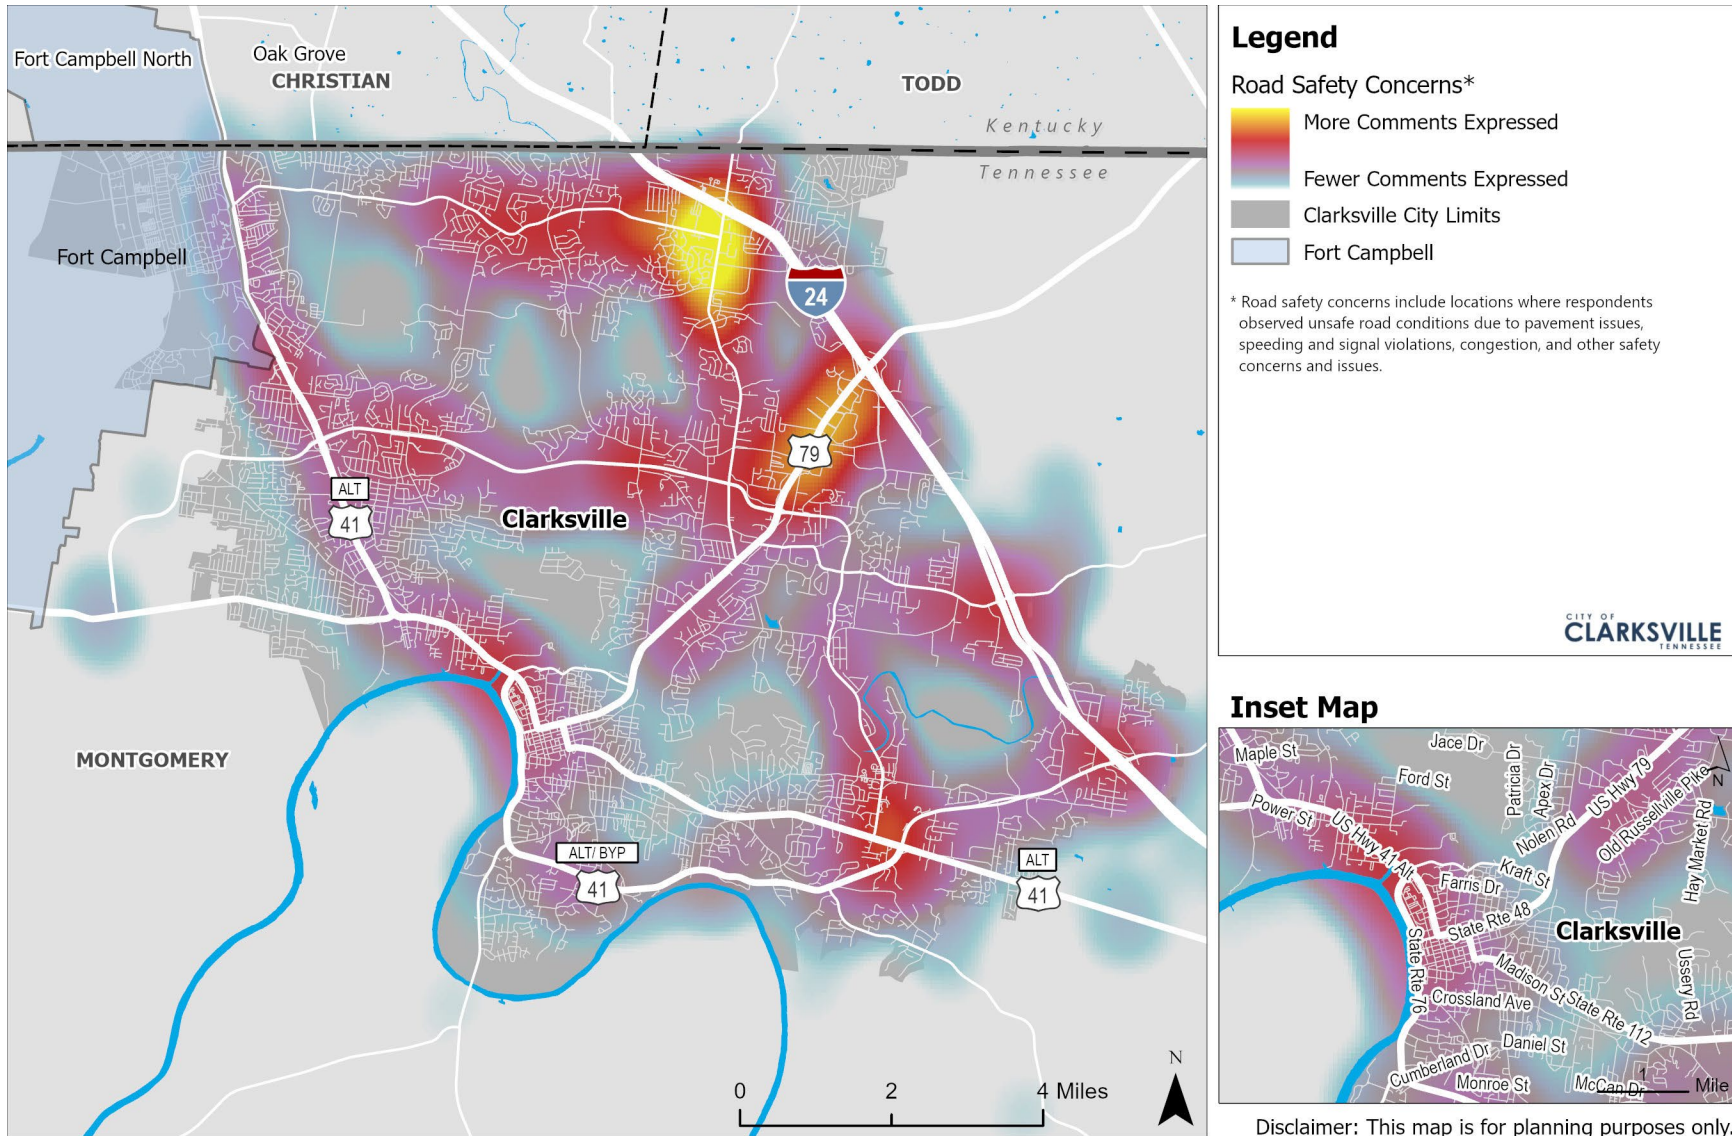 Fort Campbell North
Oak Grove
CHRISTIAN
TODD
Kentucky
Tennessee
Fort Campbell
24
79
ALT
41
Clarksville
MONTGOMERY
ALT/ BYP
41
ALT
41
N
0 2 4 Miles
Legend
Road Safety Concerns*
More Comments Expressed
Fewer Comments Expressed
Clarksville City Limits
Fort Campbell
* Road safety concerns include locations where respondents
observed unsafe road conditions due to pavement issues,
speeding and signal violations, congestion, and other safety
concerns and issues.
CITY OF
CLARKSVILLE
TENNESSEE
Inset Map
Maple St
Jace Dr
Patricia Dr
Apex Dr
Ford St
US Hwy 79
N
Power St
US Hwy 41 Alt
Nolen Rd
Old Russellville Pike
Hay Market Rd
Kraft St
Farris Dr
State Rte 48
Clarksville
State Rte 76
Madison St
State Rte 112
Ussery Rd
Crossland Ave
Daniel St
Cumberland Dr
Monroe St
McCan Dr
1
Mile
Disclaimer: This map is for planning purposes only.